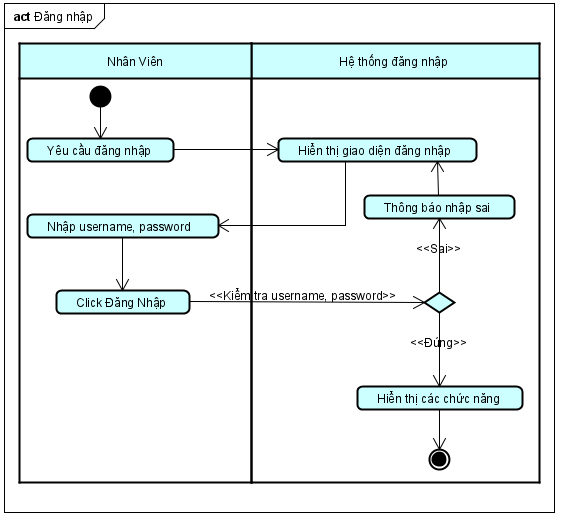 act Đăng nhập
Nhân Viên
Hệ thống đăng nhập
Yêu cầu đăng nhập
Hiển thị giao diện đăng nhập
Thông báo nhập sai
Nhập username, password
<<Sai>>
Click Đăng Nhập
<<Kiểm tra username, password>>
<<Đúng>>
Hiển thị các chức năng